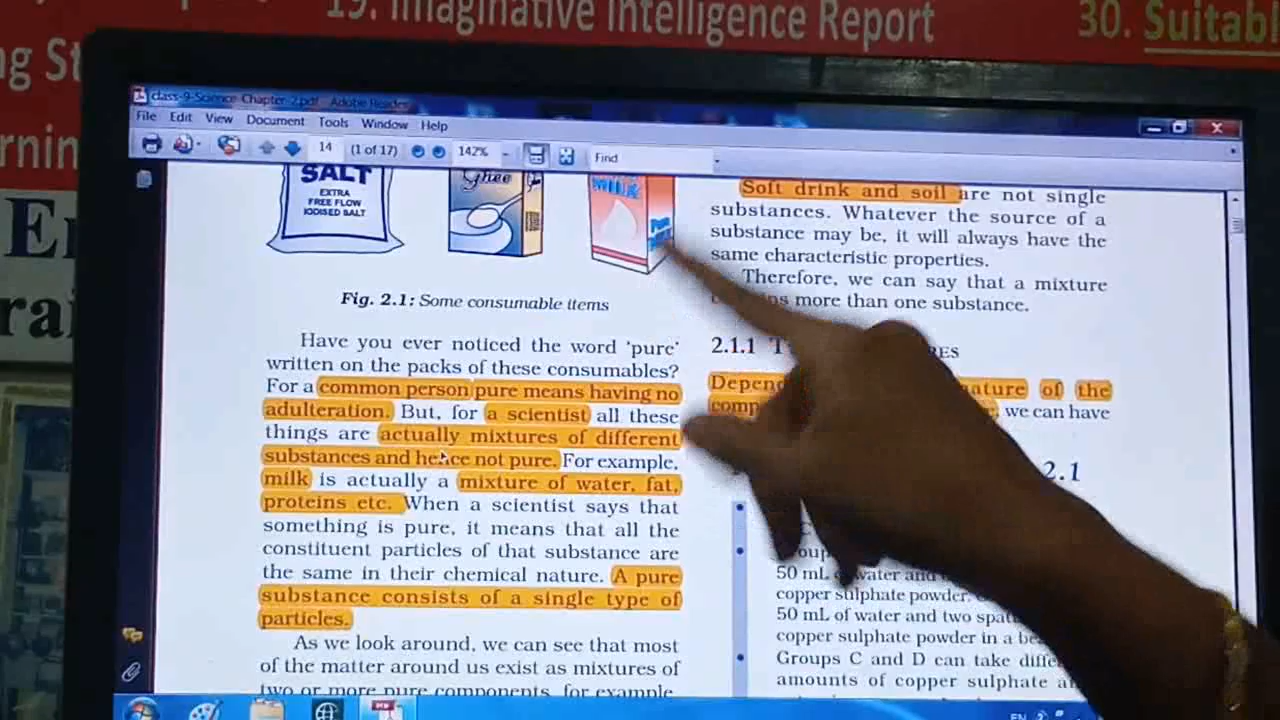 19. Imaginative Intelligence Report
30. Suitabl
ng St
rnin
En
rai
class-9-Science-Chapter-2.pdf - Adobe Reader
File Edit View Document Tools Window Help
14 (1 of 17) 142% Find
SALT
EXTRA
FREE FLOW
IODISED SALT
Ghee
MILK
Pure
Fig. 2.1: Some consumable items
Have you ever noticed the word 'pure'
written on the packs of these consumables?
For a common person pure means having no
adulteration. But, for a scientist all these
things are actually mixtures of different
substances and hence not pure. For example,
milk is actually a mixture of water, fat,
proteins etc. When a scientist says that
something is pure, it means that all the
constituent particles of that substance are
the same in their chemical nature. A pure
substance consists of a single type of
particles.
As we look around, we can see that most
of the matter around us exist as mixtures of
two or more pure components, for example,
Soft drink and soil are not single
substances. Whatever the source of a
substance may be, it will always have the
same characteristic properties.
Therefore, we can say that a mixture
more than one substance.
2.1.1 T RES
Depend nature of the
comp we can have
2.1
50 mL water and
copper sulphate powder
50 mL of water and two spat
copper sulphate powder in a be
Groups C and D can take diffe
amounts of copper sulphate
EN